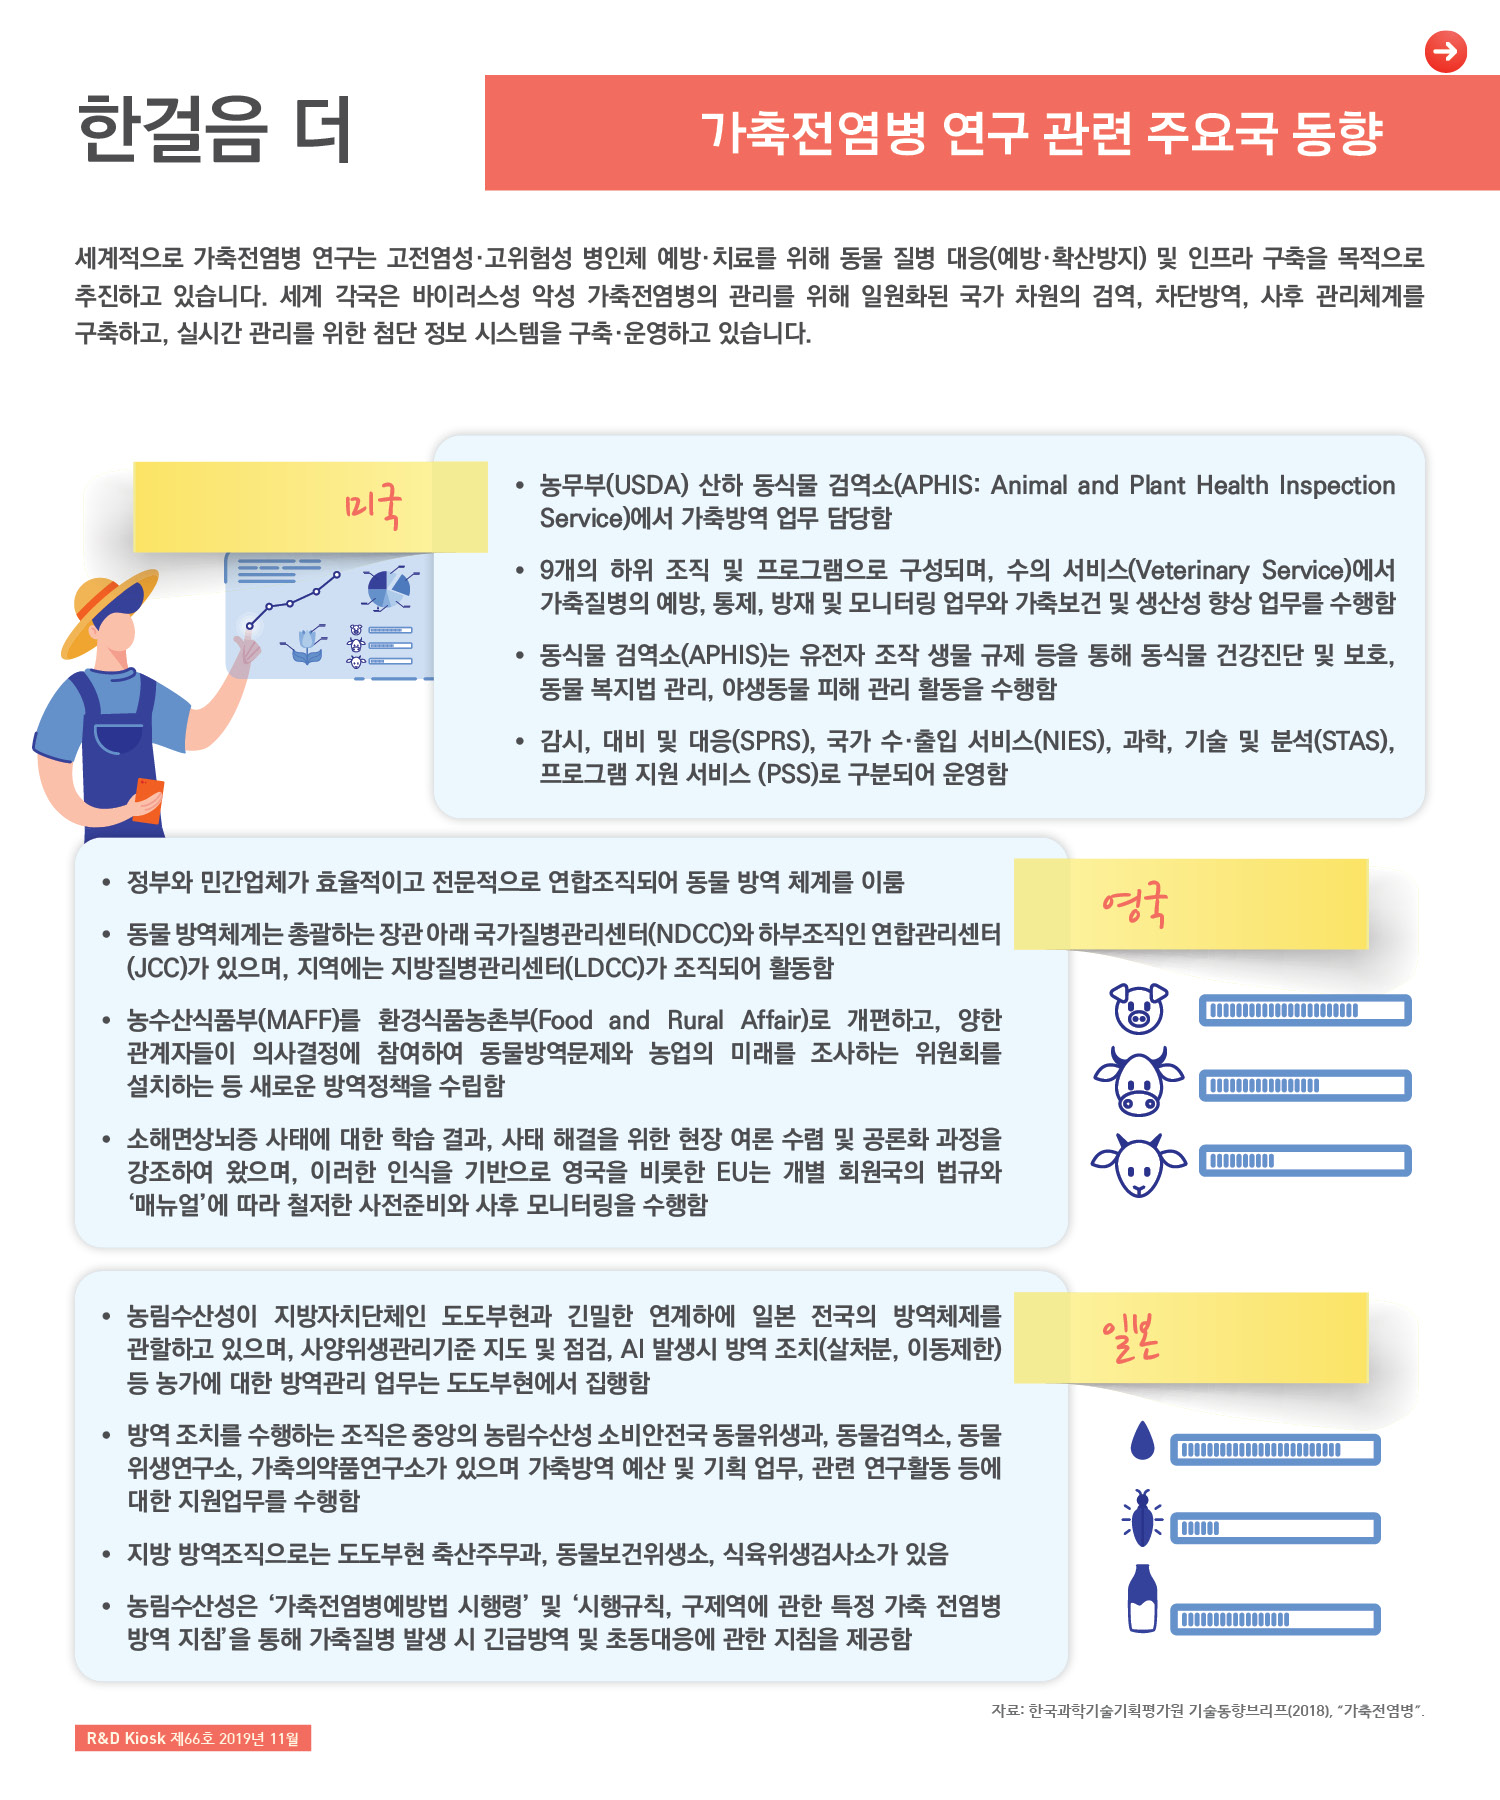 한걸음 더
가축전염병 연구 관련 주요국 동향
세계적으로 가축전염병 연구는 고전염성·고위험성 병인체 예방·치료를 위해 동물 질병 대응(예방·확산방지) 및 인프라 구축을 목적으로
추진하고 있습니다. 세계 각국은 바이러스성 악성 가축전염병의 관리를 위해 일원화된 국가 차원의 검역, 차단방역, 사후 관리체계를
구축하고, 실시간 관리를 위한 첨단 정보 시스템을 구축·운영하고 있습니다.
미국
• 농무부(USDA) 산하 동식물 검역소(APHIS: Animal and Plant Health Inspection
Service)에서 가축방역 업무 담당함
• 9개의 하위 조직 및 프로그램으로 구성되며, 수의 서비스(Veterinary Service)에서
가축질병의 예방, 통제, 방재 및 모니터링 업무와 가축보건 및 생산성 향상 업무를 수행함
• 동식물 검역소(APHIS)는 유전자 조작 생물 규제 등을 통해 동식물 건강진단 및 보호,
동물 복지법 관리, 야생동물 피해 관리 활동을 수행함
• 감시, 대비 및 대응(SPRS), 국가 수·출입 서비스(NIES), 과학, 기술 및 분석(STAS),
프로그램 지원 서비스 (PSS)로 구분되어 운영함
영국
• 정부와 민간업체가 효율적이고 전문적으로 연합조직되어 동물 방역 체계를 이룸
• 동물 방역체계는 총괄하는 장관 아래 국가질병관리센터(NDCC)와 하부조직인 연합관리센터
(JCC)가 있으며, 지역에는 지방질병관리센터(LDCC)가 조직되어 활동함
• 농수산식품부(MAFF)를 환경식품농촌부(Food and Rural Affair)로 개편하고, 양한
관계자들이 의사결정에 참여하여 동물방역문제와 농업의 미래를 조사하는 위원회를
설치하는 등 새로운 방역정책을 수립함
• 소해면상뇌증 사태에 대한 학습 결과, 사태 해결을 위한 현장 여론 수렴 및 공론화 과정을
강조하여 왔으며, 이러한 인식을 기반으로 영국을 비롯한 EU는 개별 회원국의 법규와
‘매뉴얼’에 따라 철저한 사전준비와 사후 모니터링을 수행함
일본
• 농림수산성이 지방자치단체인 도도부현과 긴밀한 연계하에 일본 전국의 방역체제를
관할하고 있으며, 사양위생관리기준 지도 및 점검, AI 발생시 방역 조치(살처분, 이동제한)
등 농가에 대한 방역관리 업무는 도도부현에서 집행함
• 방역 조치를 수행하는 조직은 중앙의 농림수산성 소비안전국 동물위생과, 동물검역소, 동물
위생연구소, 가축의약품연구소가 있으며 가축방역 예산 및 기획 업무, 관련 연구활동 등에
대한 지원업무를 수행함
• 지방 방역조직으로는 도도부현 축산주무과, 동물보건위생소, 식육위생검사소가 있음
• 농림수산성은 ‘가축전염병예방법 시행령’ 및 ‘시행규칙, 구제역에 관한 특정 가축 전염병
방역 지침’을 통해 가축질병 발생 시 긴급방역 및 초동대응에 관한 지침을 제공함
자료: 한국과학기술기획평가원 기술동향브리프(2018), “가축전염병”.
R&D Kiosk 제66호 2019년 11월